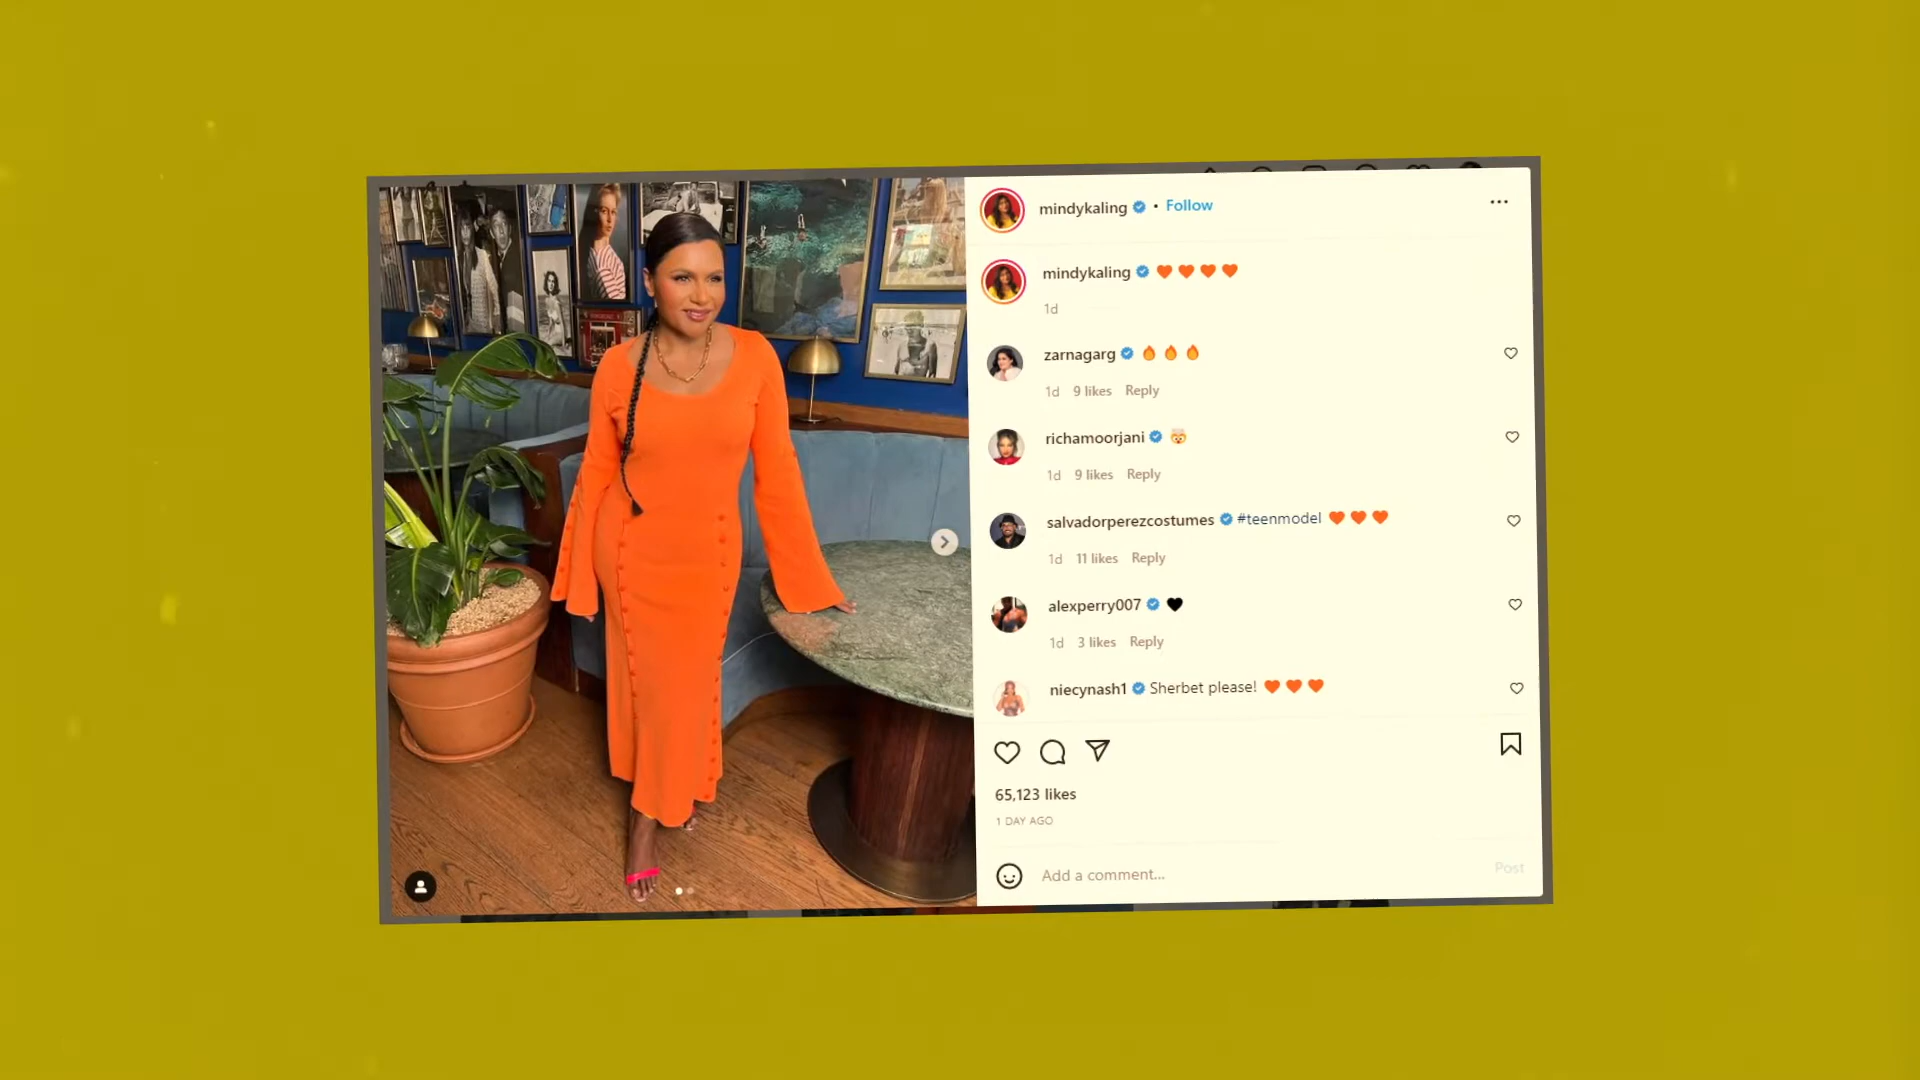 mindykaling • Follow
mindykaling
1d
zarnagarg
1d 9 likes Reply
richamoorjani
1d 9 likes Reply
salvadorperezcostumes #teenmodel
1d 11 likes Reply
alexperry007
1d 3 likes Reply
niecynash1 Sherbet please!
65,123 likes
1 DAY AGO
Add a comment...
Post